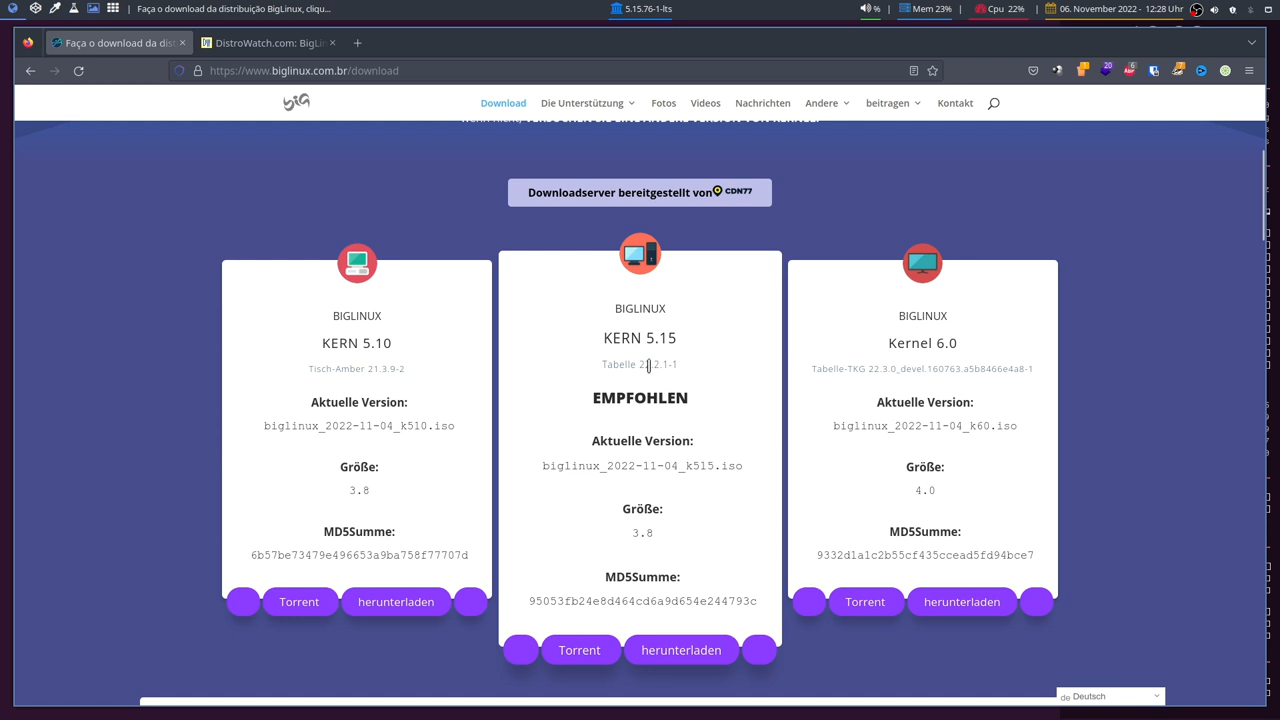 Faça o download da distribuição BigLinux, cliqu...
5.15.76-1-lts
%
Mem 23%
Cpu 22%
06. November 2022 - 12:28 Uhr
Faça o download da dist
DistroWatch.com: BigLin
https://www.biglinux.com.br/download
Download
Die Unterstützung
Fotos
Videos
Nachrichten
Andere
beitragen
Kontakt
Downloadserver bereitgestellt von CDN77
BIGLINUX
KERN 5.10
Tisch-Amber 21.3.9-2
Aktuelle Version:
biglinux_2022-11-04_k510.iso
Größe:
3.8
MD5Summe:
6b57be73479e496653a9ba758f77707d
Torrent
herunterladen
BIGLINUX
KERN 5.15
Tabelle 22.2.1-1
EMPFOHLEN
Aktuelle Version:
biglinux_2022-11-04_k515.iso
Größe:
3.8
MD5Summe:
95053fb24e8d464cd6a9d654e244793c
Torrent
herunterladen
BIGLINUX
Kernel 6.0
Tabelle-TKG 22.3.0_devel.160763.a5b8466e4a8-1
Aktuelle Version:
biglinux_2022-11-04_k60.iso
Größe:
4.0
MD5Summe:
9332d1a1c2b55cf435ccead5fd94bce7
Torrent
herunterladen
de Deutsch